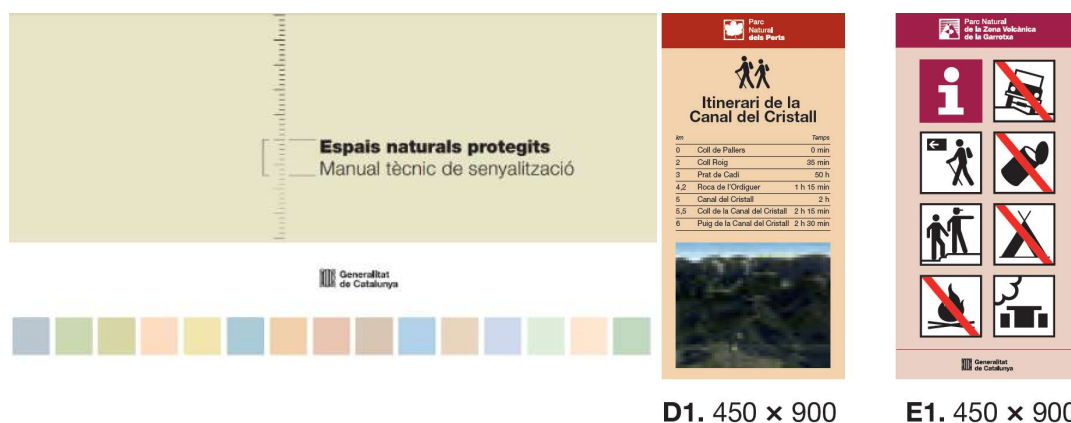 Espais naturals protegits
Manual tècnic de senyalització
Generalitat
de Catalunya
Parc
Natural
dels Ports
Itinerari de la
Canal del Cristall
km Temps
0 Coll de Pallers 0 min
2 Coll Roig 35 min
3 Prat de Cadi 50 h
4,2 Roca de l'Ordiguer 1 h 15 min
5 Canal del Cristall 2 h
5,5 Coll de la Canal del Cristall 2 h 15 min
6 Puig de la Canal del Cristall 2 h 30 min
D1. 450 × 900
Parc Natural
de la Zona Volcànica
de la Garrotxa
i
Generalitat
de Catalunya
E1. 450 × 900